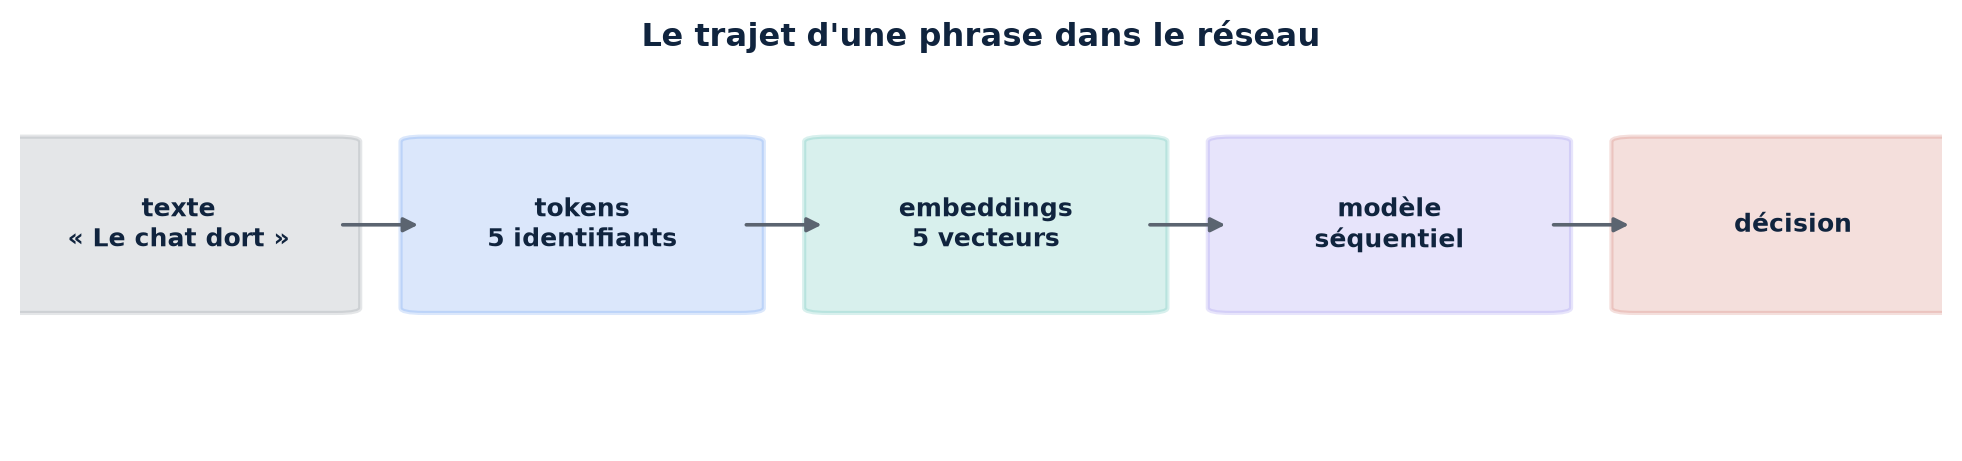 Le trajet d'une phrase dans le réseau
texte
« Le chat dort »
tokens
5 identifiants
embeddings
5 vecteurs
modèle
séquentiel
décision